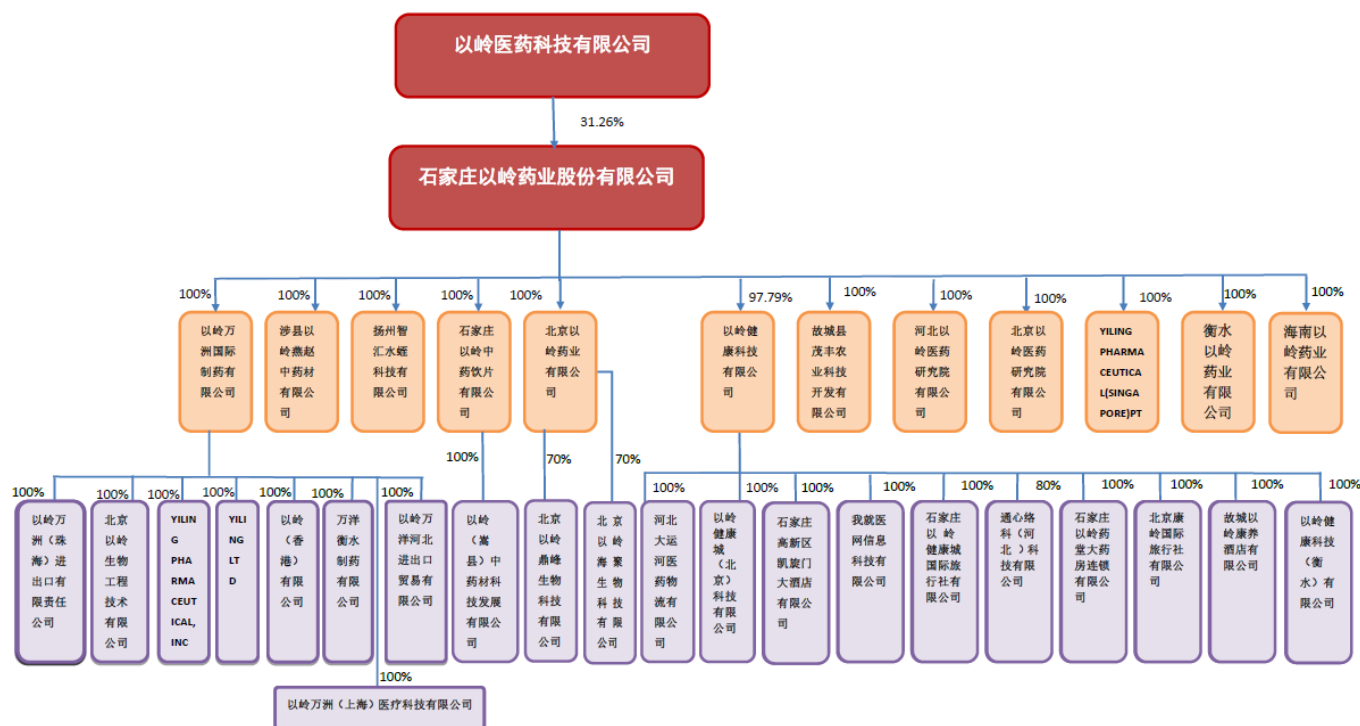 以岭医药科技有限公司
31.26%
石家庄以岭药业股份有限公司
100%
100%
100%
100%
100%
97.79%
100%
100%
100%
100%
100%
100%
以岭万
洲国际
制药有
限公司
涉县以
岭燕赵
中药材
有限公
司
扬州智
汇水蛭
科技有
限公司
石家庄
以岭中
药饮片
有限公
司
北京以
岭药业
有限公
司
以岭健
康科技
有限公
司
故城县
茂丰农
业科技
开发有
限公司
河北以
岭医药
研究院
有限公
司
北京以
岭医药
研究院
有限公
司
YILING
PHARMA
CEUTICA
L(SINGA
PORE)PT
衡水
以岭
药业
有限
公司
海南以
岭药业
有限公
司
100%
70%
70%
100%
100%
100%
100%
100%
100%
100%
100%
100%
100%
100%
100%
80%
100%
100%
100%
100%
以岭万
洲（珠
海）进
出口有
限责任
公司
北京
以岭
生物
工程
技术
有限
公司
YILIN
G
PHA
RMA
CEUT
ICAL,
INC
YILI
NG
LT
D
以岭
（香
港）
有限
公司
万洋
衡水
制药
有限
公司
以岭万
洋河北
进出口
贸易有
限公司
以岭
（嵩
县）中
药材科
技发展
有限公
司
北京
以岭
鼎峰
生物
科技
有限
公司
北京
以岭
海聚
生物
科技
有限
公司
河北
大运
河医
药物
流有
限公
司
以岭
健康
城
（北
京）科
技有限
公司
石家庄
高新区
凯旋门
大酒店
有限公
司
我就医
网信息
科技有
限公司
石家庄
以岭
健康城
国际旅
行社有
限公司
通心络
科（河
北）科
技有限
公司
石家庄
以岭药
堂大药
房连锁
有限公
司
北京康
岭国际
旅行社
有限公
司
故城以
岭康养
酒店有
限公司
以岭健
康科技
（衡
水）有
限公司
100%
以岭万洲（上海）医疗科技有限公司